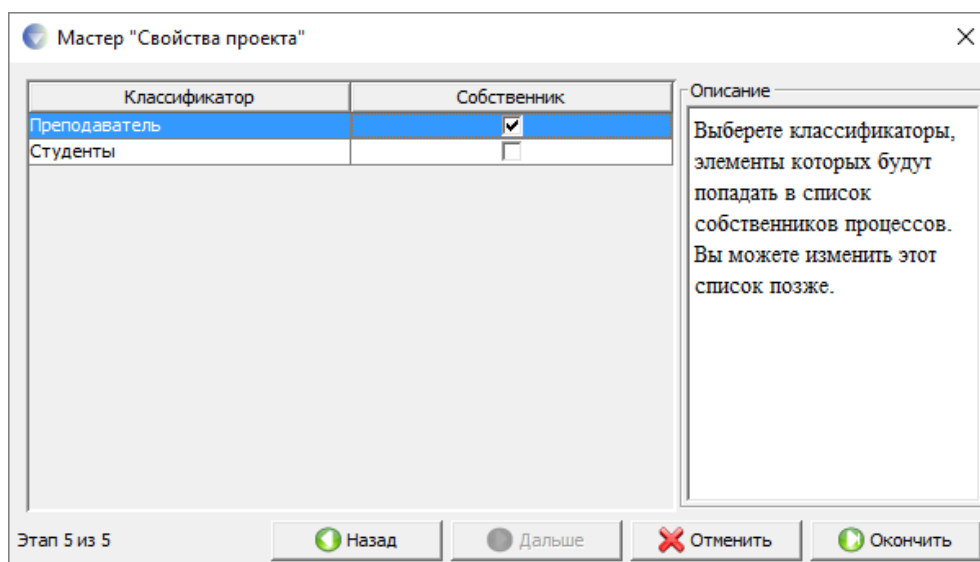 Мастер "Свойства проекта"
Классификатор Собственник
Преподаватель
Студенты
Описание
Выберете классификаторы,
элементы которых будут
попадать в список
собственников процессов.
Вы можете изменить этот
список позже.
Этап 5 из 5 Назад Дальше Отменить Окончить